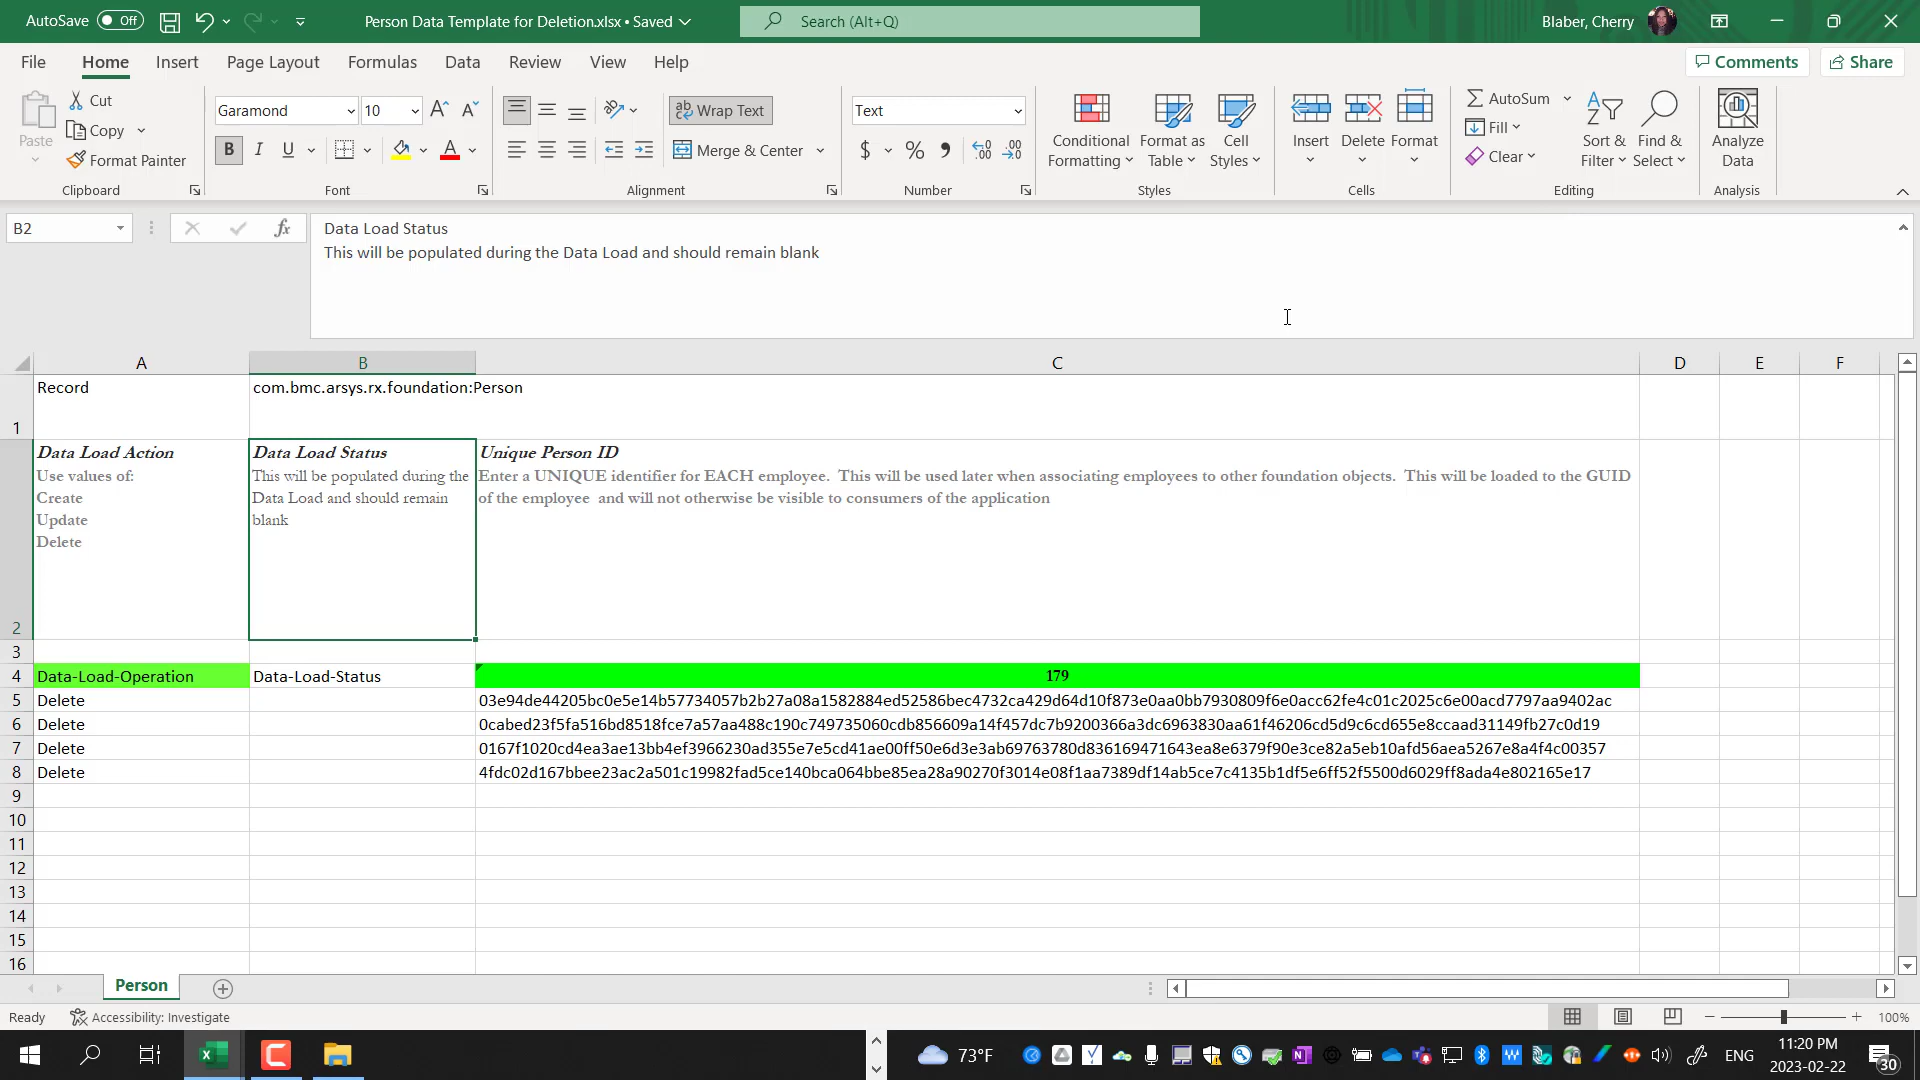 AutoSave Off Person Data Template for Deletion.xlsx • Saved Search (Alt+Q) Blaber, Cherry
File Home Insert Page Layout Formulas Data Review View Help Comments Share
Paste
Cut
Copy
Format Painter
Clipboard
Garamond 10
B I U
Font
Wrap Text
Merge & Center
Alignment
Text
$ % 9
Number
Conditional Formatting
Format as Table
Cell Styles
Styles
Insert Delete Format
Cells
AutoSum
Fill
Clear
Sort & Filter
Find & Select
Editing
Analyze Data
Analysis
B2 fx Data Load Status
This will be populated during the Data Load and should remain blank
A B C D E F
1 Record com.bmc.arsys.rx.foundation:Person
2
Data Load Action
Use values of:
Create
Update
Delete
Data Load Status
This will be populated during the
Data Load and should remain
blank
Unique Person ID
Enter a UNIQUE identifier for EACH employee. This will be used later when associating employees to other foundation objects. This will be loaded to the GUID
of the employee and will not otherwise be visible to consumers of the application
3
4 Data-Load-Operation Data-Load-Status 179
5 Delete 03e94de44205bc0e5e14b57734057b2b27a08a1582884ed52586bec4732ca429d64d10f873e0aa0bb7930809f6e0acc62fe4c01c2025c6e00acd7797aa9402ac
6 Delete 0cabed23f5fa516bd8518fce7a57aa488c190c749735060cdb856609a14f457dc7b9200366a3dc6963830aa61f46206cd5d9c6cd655e8ccaad31149fb27c0d19
7 Delete 0167f1020cd4ea3ae13bb4ef3966230ad355e7e5cd41ae00ff50e6d3e3ab69763780d836169471643ea8e6379f90e3ce82a5eb10afd56aea5267e8a4f4c00357
8 Delete 4fdc02d167bbee23ac2a501c19982fad5ce140bca064bbe85ea28a90270f3014e08f1aa7389df14ab5ce7c4135b1df5e6ff52f5500d6029ff8ada4e802165e17
9
10
11
12
13
14
15
16
Person
Ready Accessibility: Investigate 100%
73°F ENG 11:20 PM
2023-02-22 30